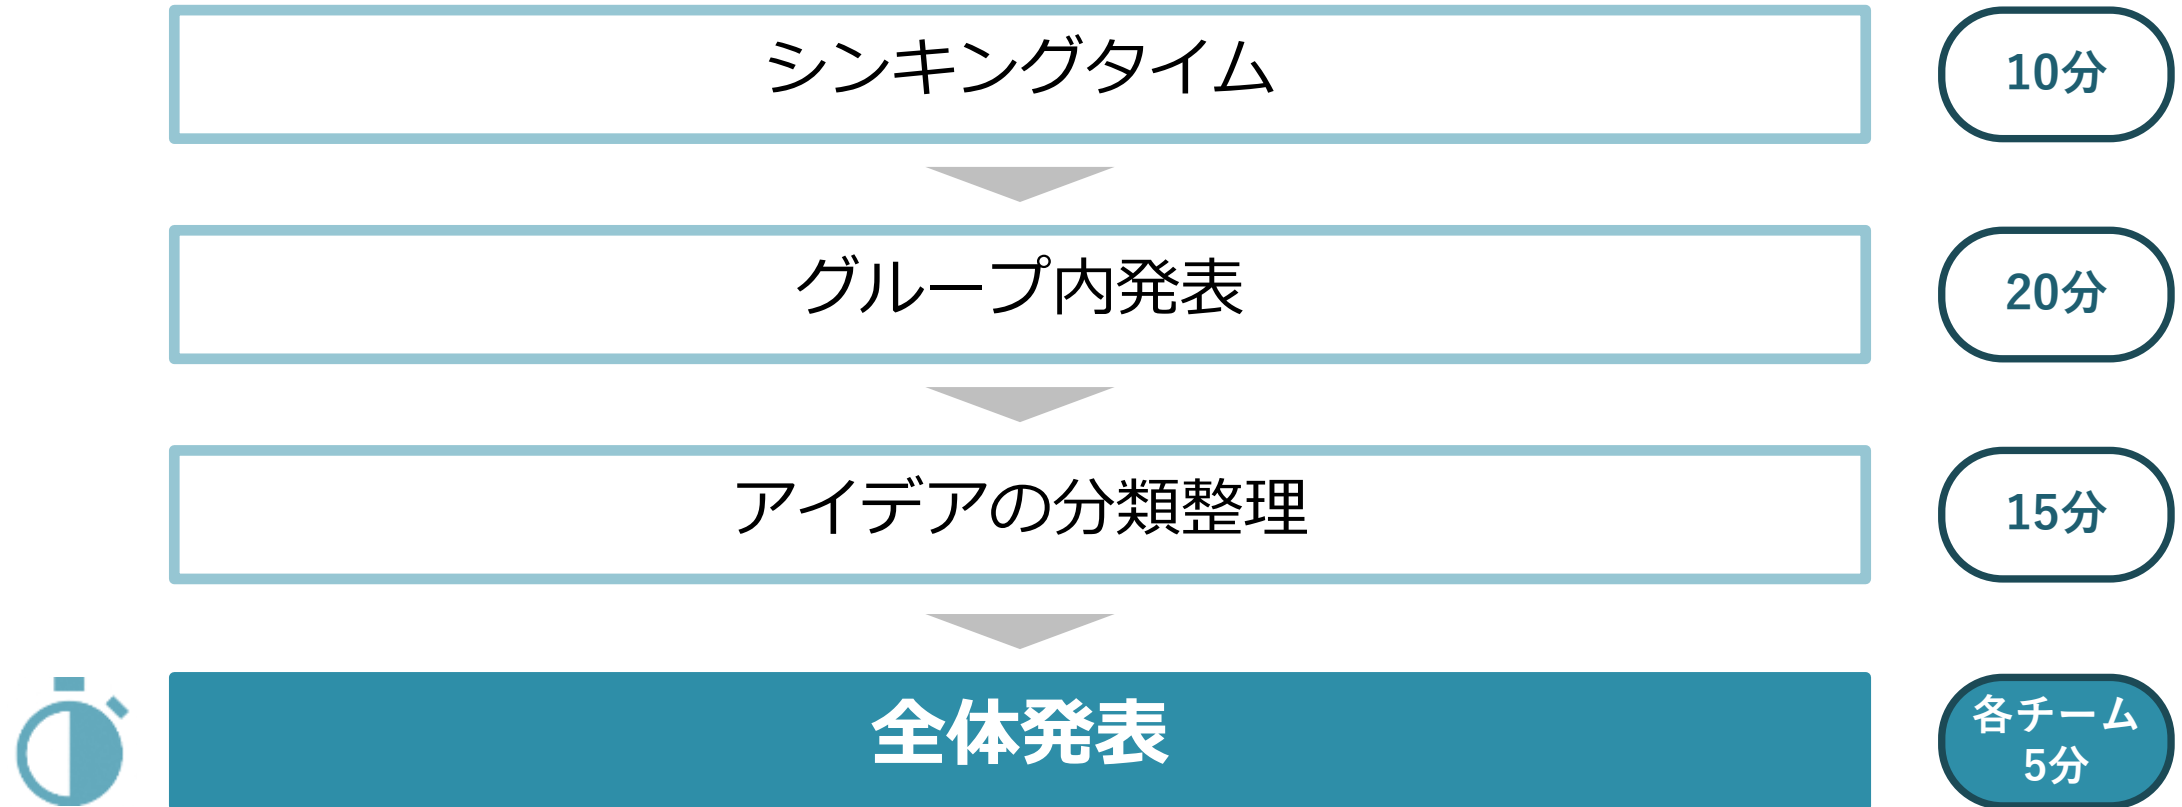 シンキングタイム
10分
グループ内発表
20分
アイデアの分類整理
15分
全体発表
各チーム
5分